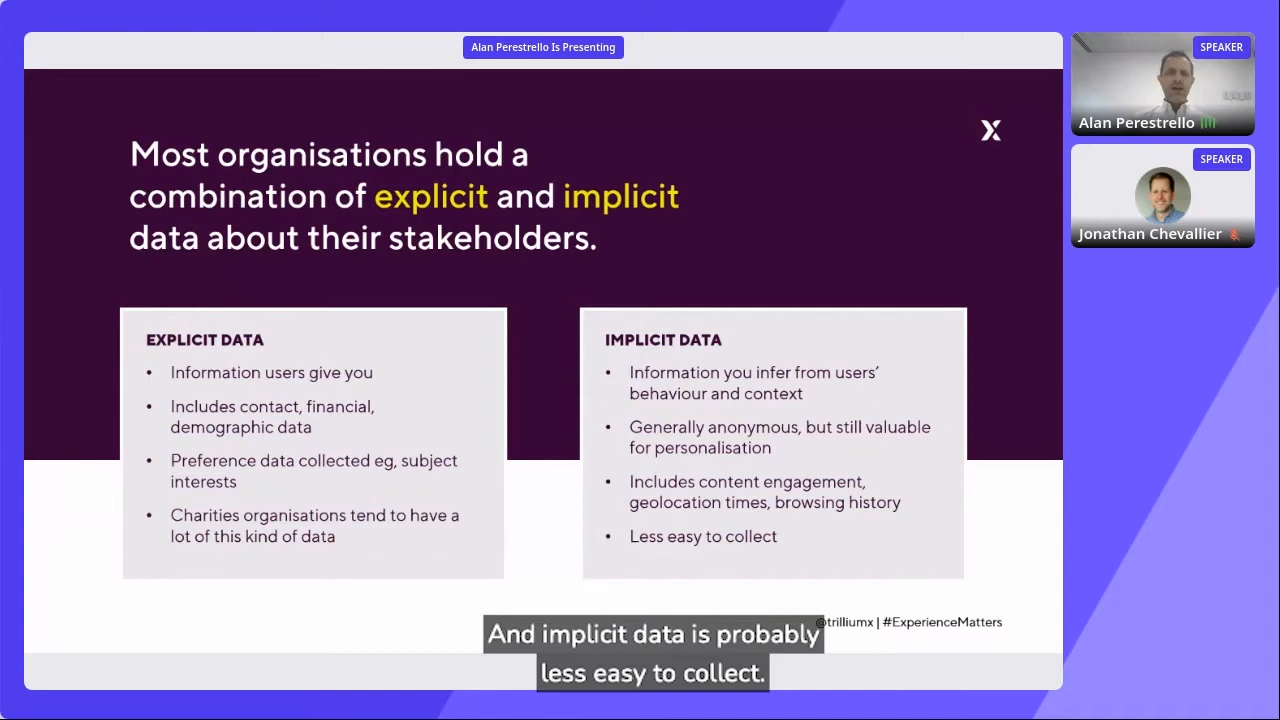 Alan Perestrello Is Presenting
Most organisations hold a
combination of explicit and implicit
data about their stakeholders.
EXPLICIT DATA
• Information users give you
• Includes contact, financial,
demographic data
• Preference data collected eg, subject
interests
• Charities organisations tend to have a
lot of this kind of data
IMPLICIT DATA
• Information you infer from users’
behaviour and context
• Generally anonymous, but still valuable
for personalisation
• Includes content engagement,
geolocation times, browsing history
• Less easy to collect
@trilliumx | #ExperienceMatters
And implicit data is probably
less easy to collect.
SPEAKER
Alan Perestrello
SPEAKER
Jonathan Chevallier